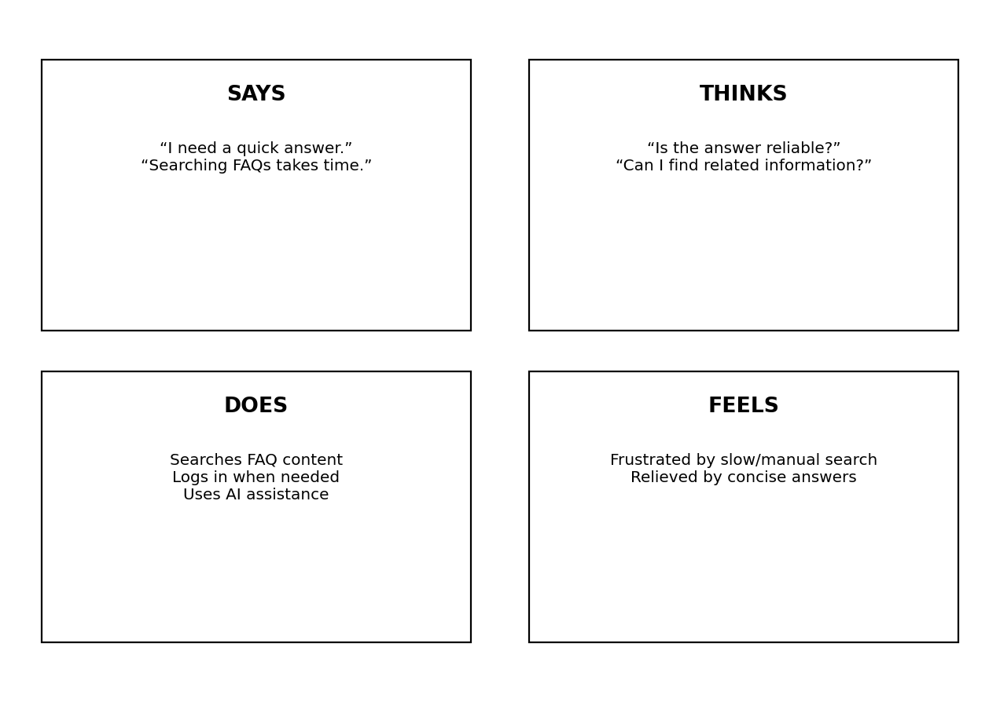 SAYS
“I need a quick answer.”
“Searching FAQs takes time.”
THINKS
“Is the answer reliable?”
“Can I find related information?”
DOES
Searches FAQ content
Logs in when needed
Uses AI assistance
FEELS
Frustrated by slow/manual search
Relieved by concise answers